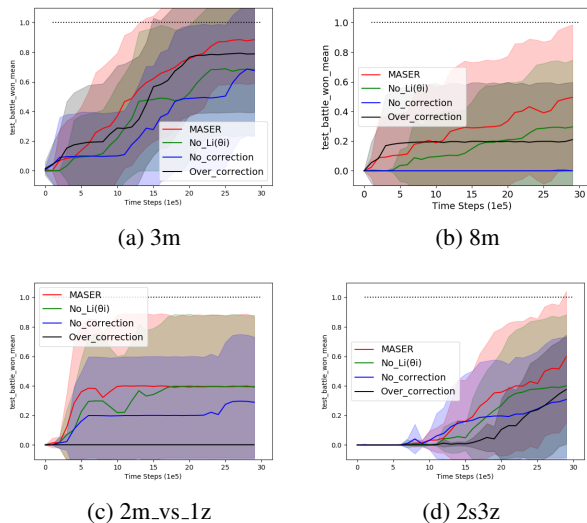 test_battle_won_mean
1.0
0.8
0.6
0.4
0.2
0.0
MASER
No_Li(θi)
No_correction
Over_correction
0 5 10 15 20 25 30
Time Steps (1e5)
(a) 3m
test_battle_won_mean
1.0
0.8
0.6
0.4
0.2
0.0
MASER
No_Li(θi)
No_correction
Over_correction
0 5 10 15 20 25 30
Time Steps (1e5)
(b) 8m
test_battle_won_mean
1.0
0.8
0.6
0.4
0.2
0.0
MASER
No_Li(θi)
No_correction
Over_correction
0 5 10 15 20 25 30
Time Steps (1e5)
(c) 2m_vs_1z
test_battle_won_mean
1.0
0.8
0.6
0.4
0.2
0.0
MASER
No_Li(θi)
No_correction
Over_correction
0 5 10 15 20 25 30
Time Steps (1e5)
(d) 2s3z